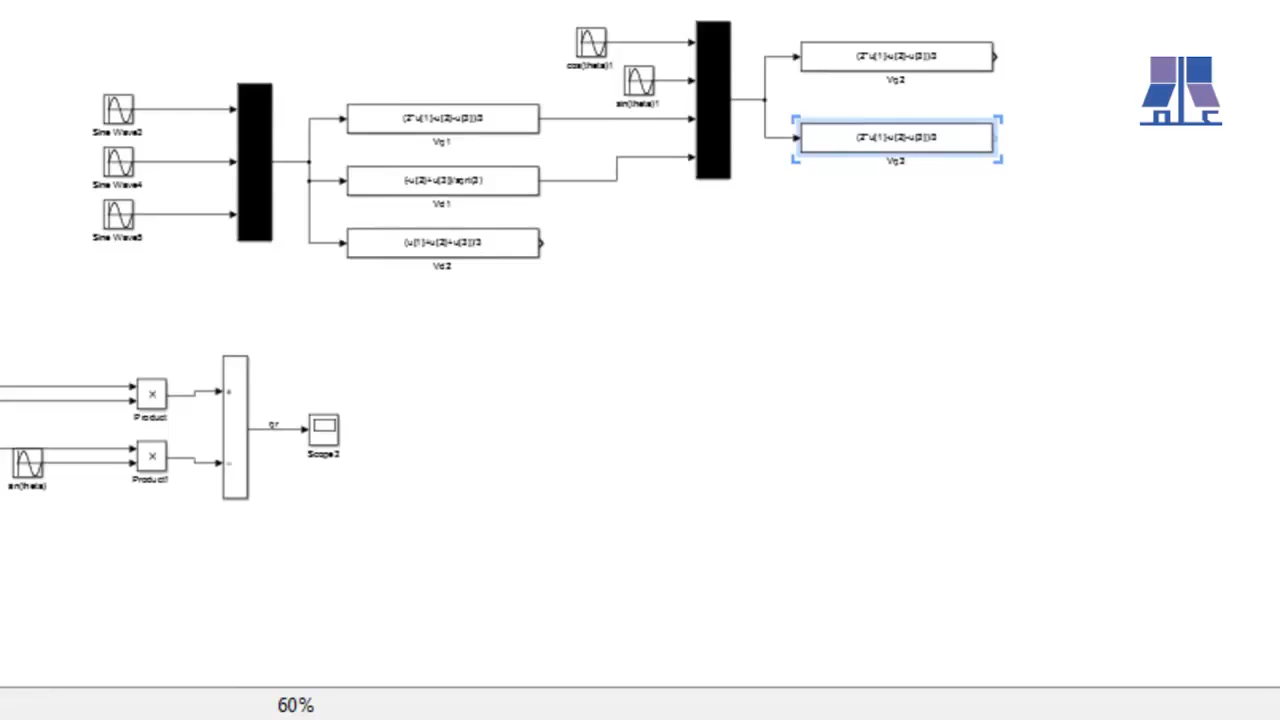 cos(theta)1
sin(theta)1
(2*u[1]-u[2]-u[3])/3
Vq2
(2*u[1]-u[2]-u[3])/3
Vq3
Sine Wave3
Sine Wave4
Sine Wave5
(2*u[1]-u[2]-u[3])/3
Vq1
(-u[2]+u[3])/sqrt(3)
Vd1
(u[1]+u[2]+u[3])/3
Vd2
Product
sin(theta)
Product1
+
−
qr
Scope3
60%